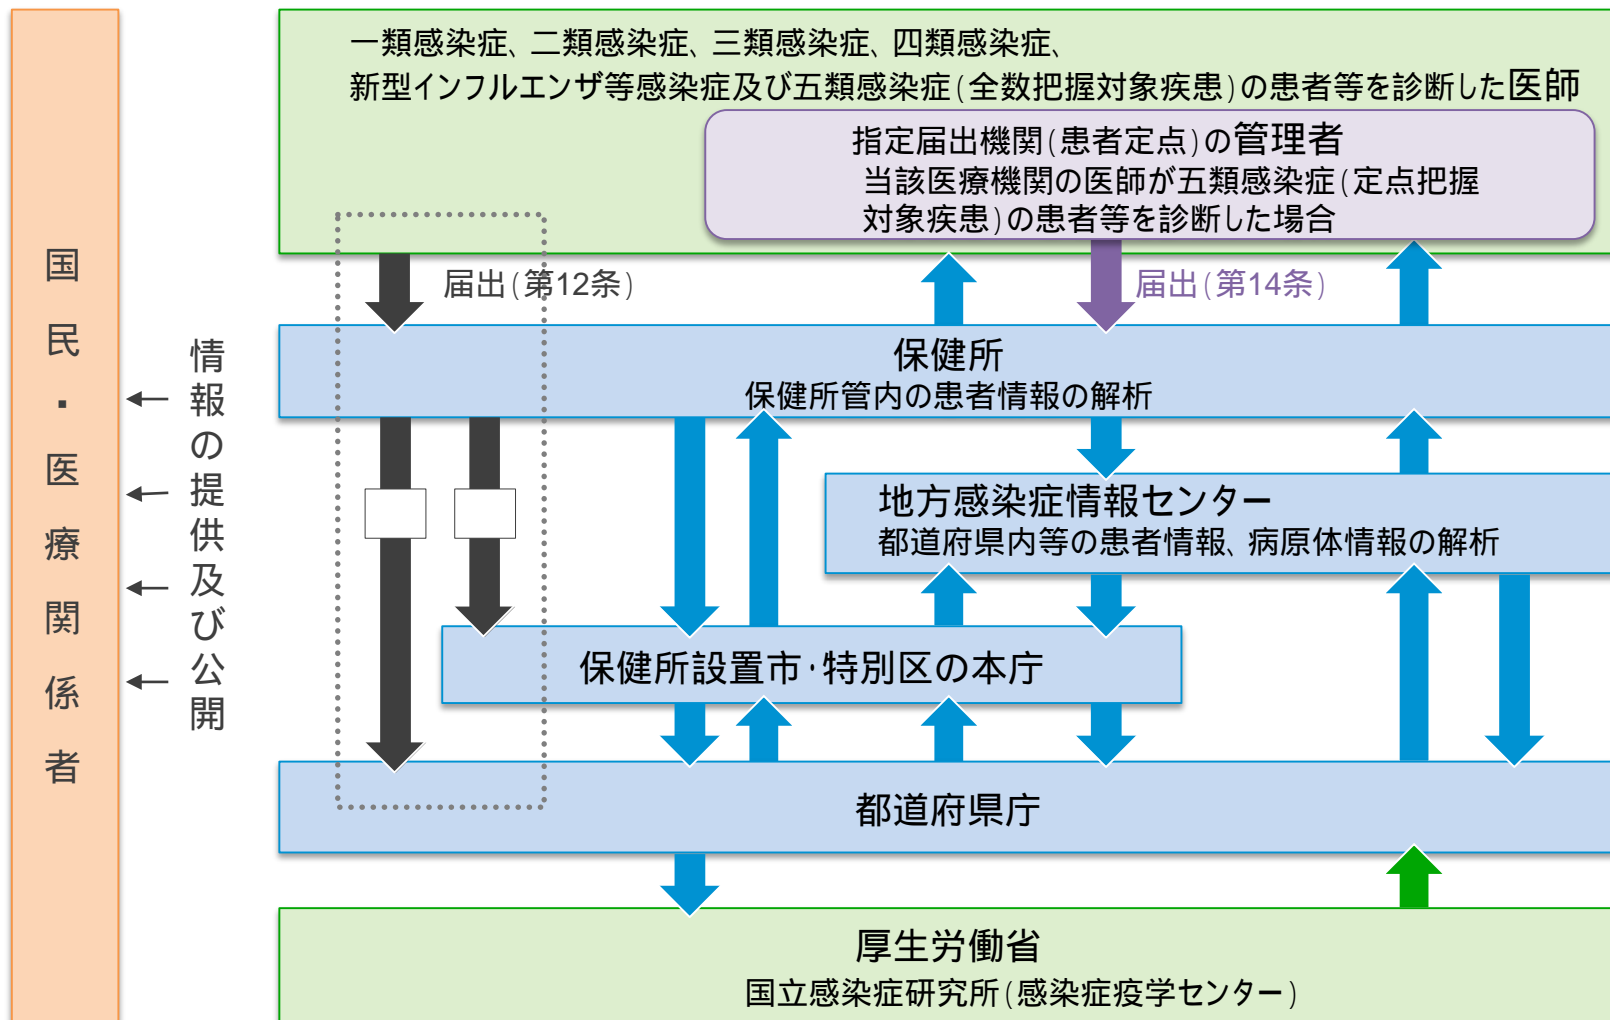 一類感染症、二類感染症、三類感染症、四類感染症、
新型インフルエンザ等感染症及び五類感染症(全数把握対象疾患)の患者等を診断した医師
指定届出機関(患者定点)の管理者
当該医療機関の医師が五類感染症(定点把握
対象疾患)の患者等を診断した場合
届出(第12条)
届出(第14条)
保健所
保健所管内の患者情報の解析
地方感染症情報センター
都道府県内等の患者情報、病原体情報の解析
保健所設置市・特別区の本庁
都道府県庁
厚生労働省
国立感染症研究所(感染症疫学センター)
情報の提供及び公開
国民・医療関係者